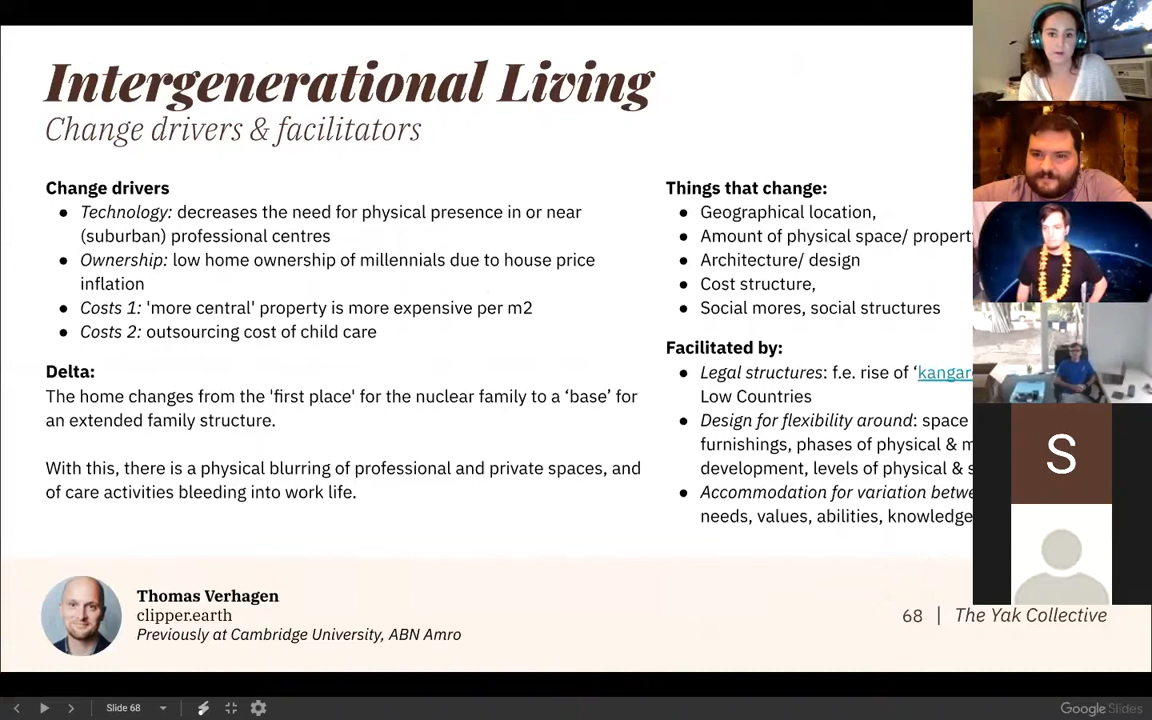 Intergenerational Living
Change drivers & facilitators
Change drivers
● Technology: decreases the need for physical presence in or near
(suburban) professional centres
● Ownership: low home ownership of millennials due to house price
inflation
● Costs 1: 'more central' property is more expensive per m2
● Costs 2: outsourcing cost of child care
Delta:
The home changes from the 'first place' for the nuclear family to a ‘base’ for
an extended family structure.
With this, there is a physical blurring of professional and private spaces, and
of care activities bleeding into work life.
Things that change:
● Geographical location,
● Amount of physical space/
● Architecture/ design
● Cost structure,
● Social mores, social structures
Facilitated by:
● Legal structures: f.e. rise of
Low Countries
● Design for flexibility around: space
furnishings, phases of physical &
development, levels of physical &
● Accommodation for variation
needs, values, abilities, knowledge
S
Thomas Verhagen
clipper.earth
Previously at Cambridge University, ABN Amro
68 | The Yak Collective
Slide 68
Google Slides